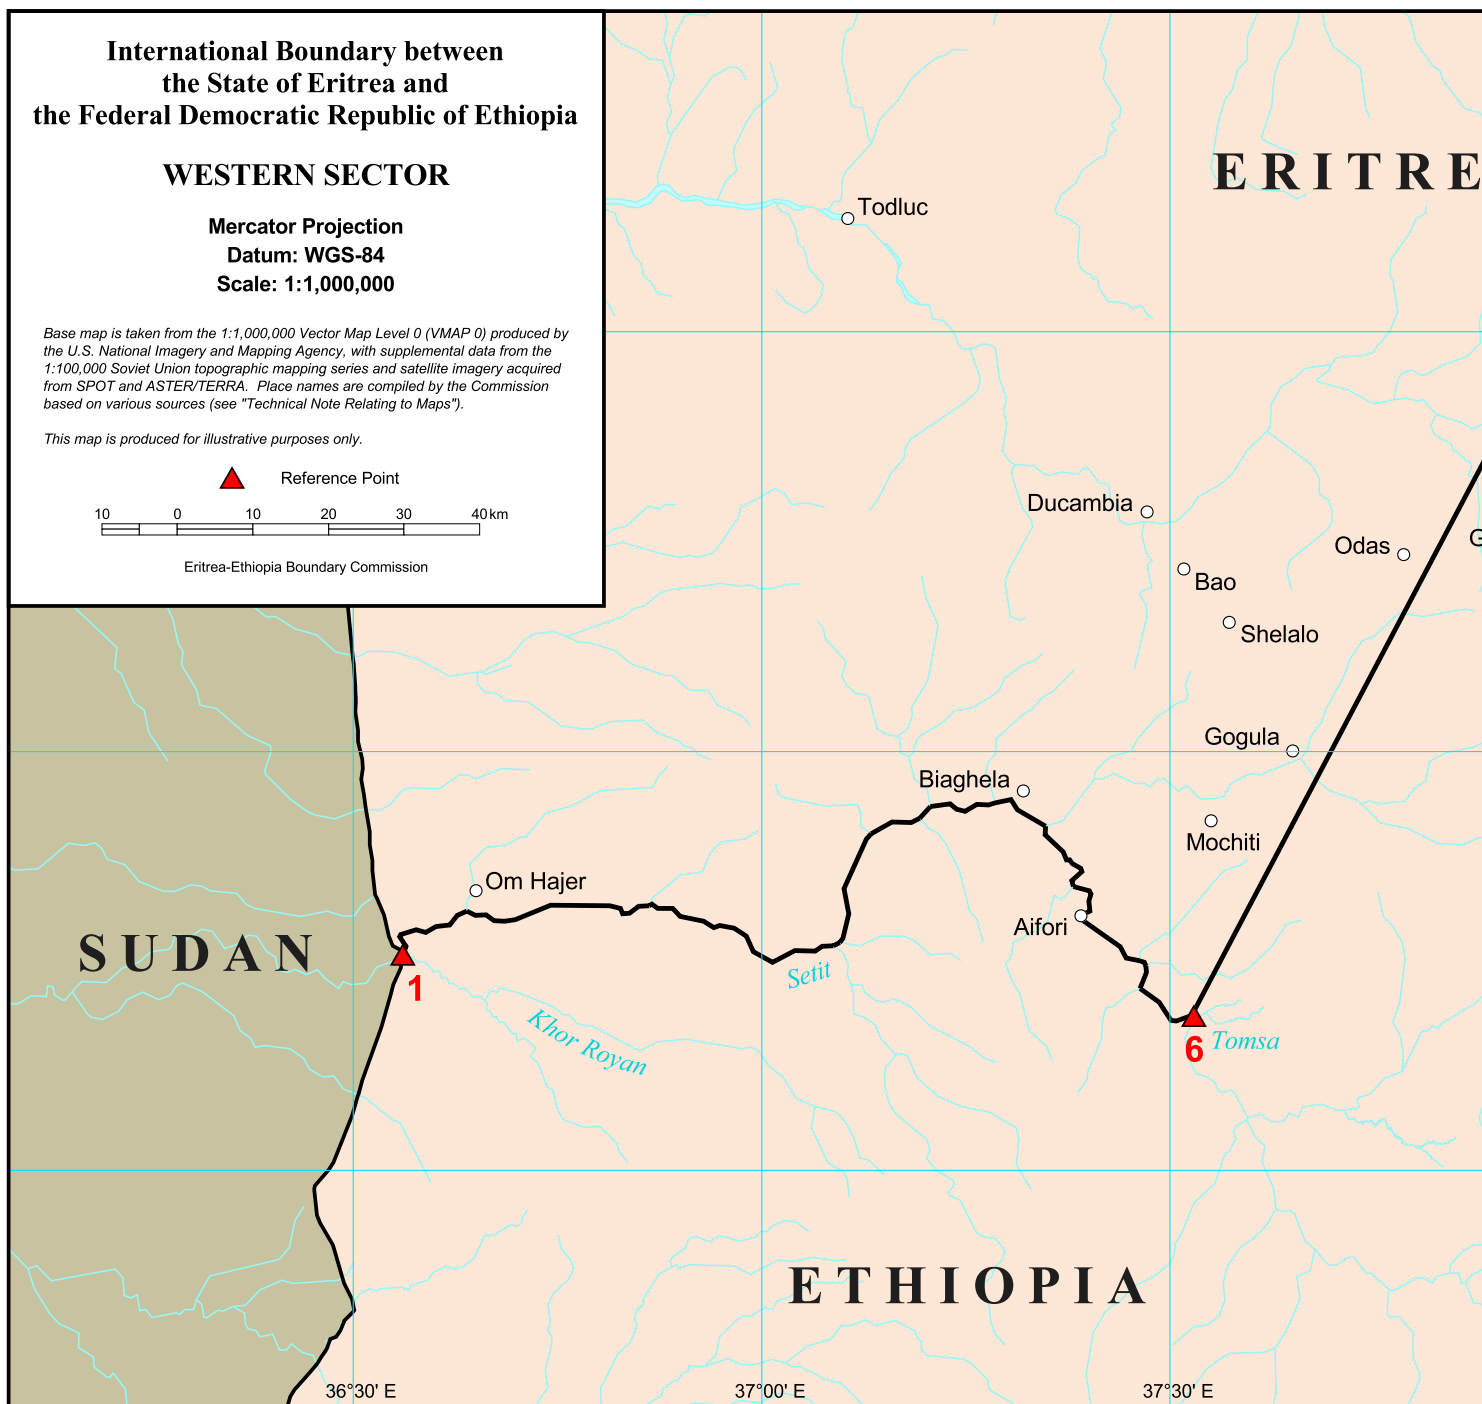 International Boundary between
the State of Eritrea and
the Federal Democratic Republic of Ethiopia
WESTERN SECTOR
Mercator Projection
Datum: WGS-84
Scale: 1:1,000,000
Base map is taken from the 1:1,000,000 Vector Map Level 0 (VMAP 0) produced by
the U.S. National Imagery and Mapping Agency, with supplemental data from the
1:100,000 Soviet Union topographic mapping series and satellite imagery acquired
from SPOT and ASTER/TERRA. Place names are compiled by the Commission
based on various sources (see "Technical Note Relating to Maps").
This map is produced for illustrative purposes only.
Reference Point
10 0 10 20 30 40 km
Eritrea-Ethiopia Boundary Commission
ERITRE
Todluc
Ducambia
Odas
G
Bao
Shelalo
Gogula
Biaghela
Mochiti
Om Hajer
Aifori
SUDAN
Setit
1
Khor Royan
6
Tomsa
ETHIOPIA
36°30' E
37°00' E
37°30' E